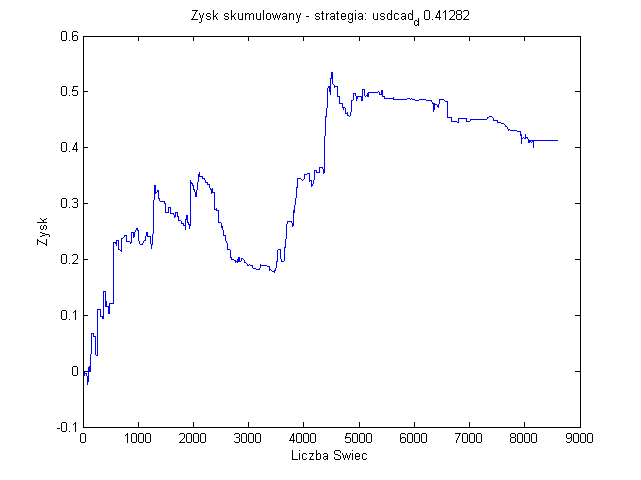 Zysk skumulowany - strategia: usdcad_d 0.41282
0.6
0.5
0.4
0.3
0.2
0.1
0
-0.1
Zysk
0 1000 2000 3000 4000 5000 6000 7000 8000 9000
Liczba Swiec